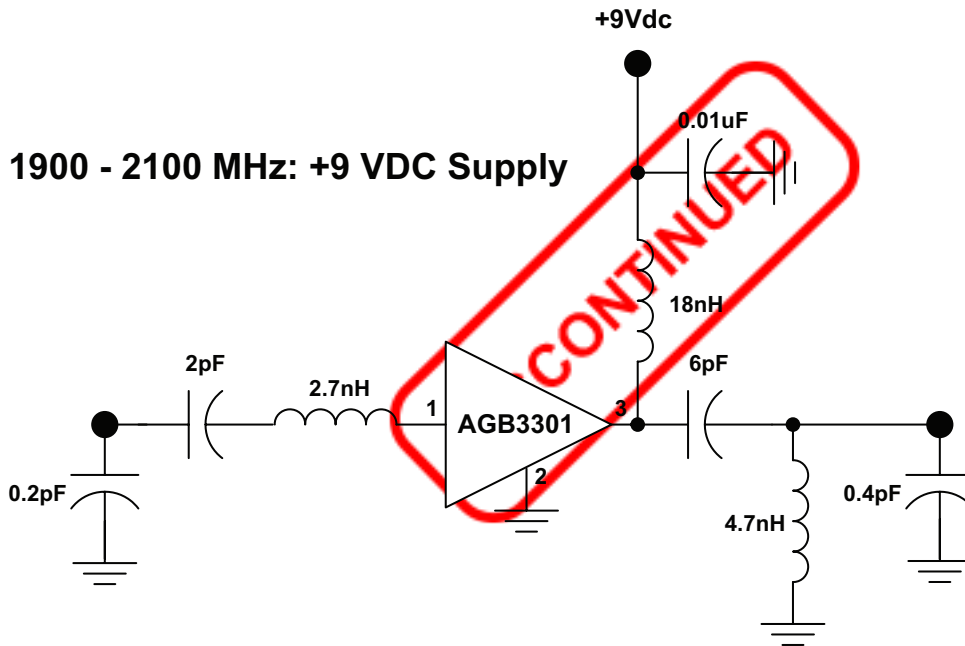 +9Vdc
0.01uF
1900 - 2100 MHz: +9 VDC Supply
CONTINUED
18nH
2pF
6pF
2.7nH
1
AGB3301
3
2
0.2pF
4.7nH
0.4pF